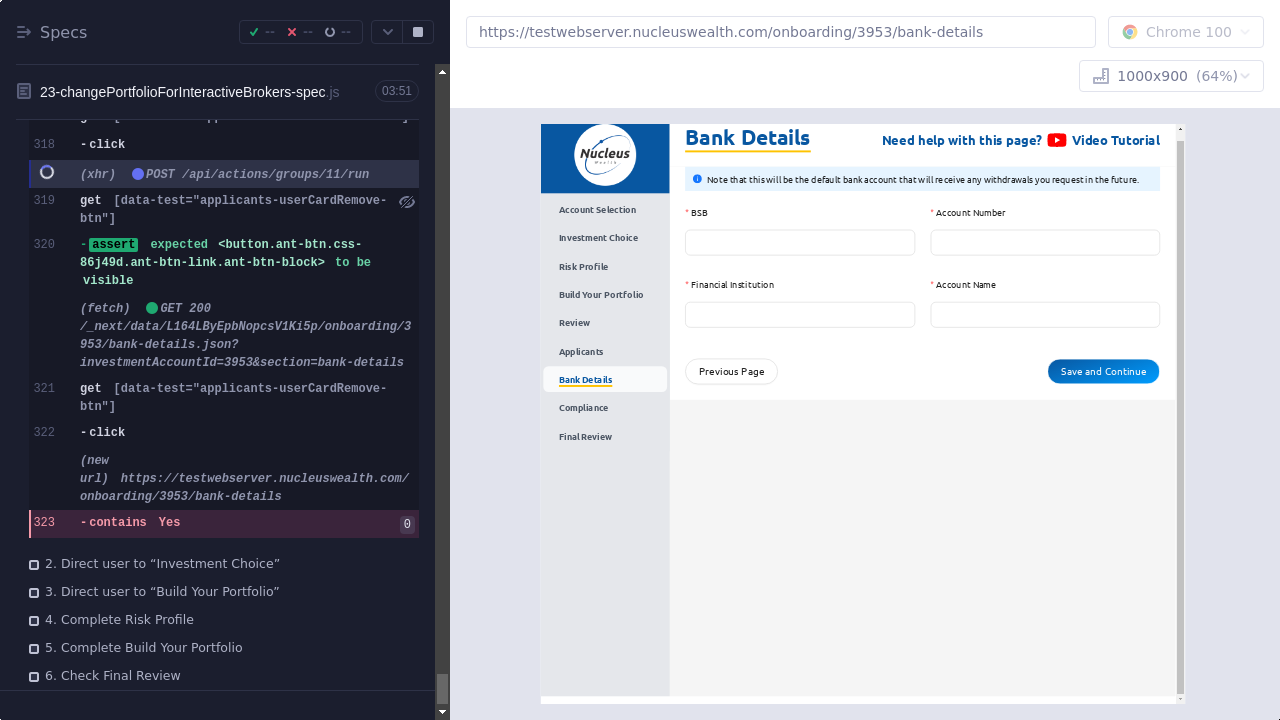 Specs
--
--
--
https://testwebserver.nucleuswealth.com/onboarding/3953/bank-details
Chrome 100
1000x900 (64%)
23-changePortfolioForInteractiveBrokers-spec.js
03:51
318 -click
(xhr) POST /api/actions/groups/11/run
319 get [data-test="applicants-userCardRemove-
btn"]
320 -assert expected <button.ant-btn.css-
86j49d.ant-btn-link.ant-btn-block> to be
visible
(fetch) GET 200
/_next/data/L164LByEpbNopcsV1Ki5p/onboarding/3
953/bank-details.json?
investmentAccountId=3953&section=bank-details
321 get [data-test="applicants-userCardRemove-
btn"]
322 -click
(new
url) https://testwebserver.nucleuswealth.com/
onboarding/3953/bank-details
323 -contains Yes 0
2. Direct user to “Investment Choice”
3. Direct user to “Build Your Portfolio”
4. Complete Risk Profile
5. Complete Build Your Portfolio
6. Check Final Review
Nucleus
Wealth
Account Selection
Investment Choice
Risk Profile
Build Your Portfolio
Review
Applicants
Bank Details
Compliance
Final Review
Bank Details
Need help with this page? Video Tutorial
Note that this will be the default bank account that will receive any withdrawals you request in the future.
* BSB
* Account Number
* Financial Institution
* Account Name
Previous Page
Save and Continue